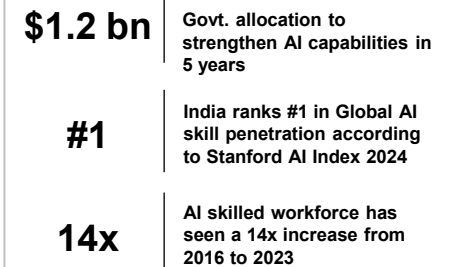 $1.2 bn
Govt. allocation to
strengthen AI capabilities in
5 years
#1
India ranks #1 in Global AI
skill penetration according
to Stanford AI Index 2024
14x
AI skilled workforce has
seen a 14x increase from
2016 to 2023